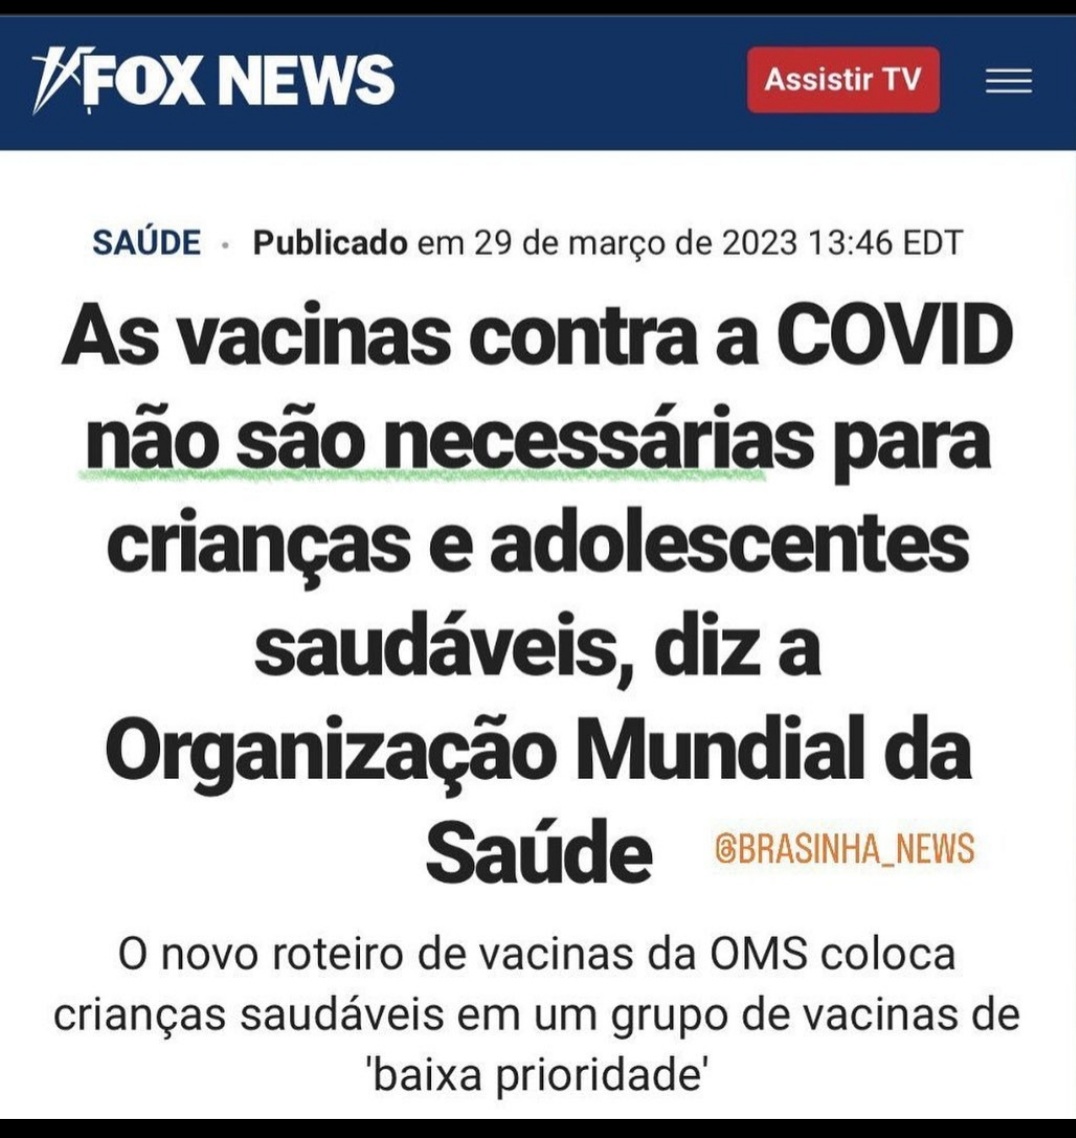 FOX NEWS
Assistir TV
SAÚDE • Publicado em 29 de março de 2023 13:46 EDT
As vacinas contra a COVID
não são necessárias para
crianças e adolescentes
saudáveis, diz a
Organização Mundial da
Saúde @BRASINHA_NEWS
O novo roteiro de vacinas da OMS coloca
crianças saudáveis em um grupo de vacinas de
'baixa prioridade'